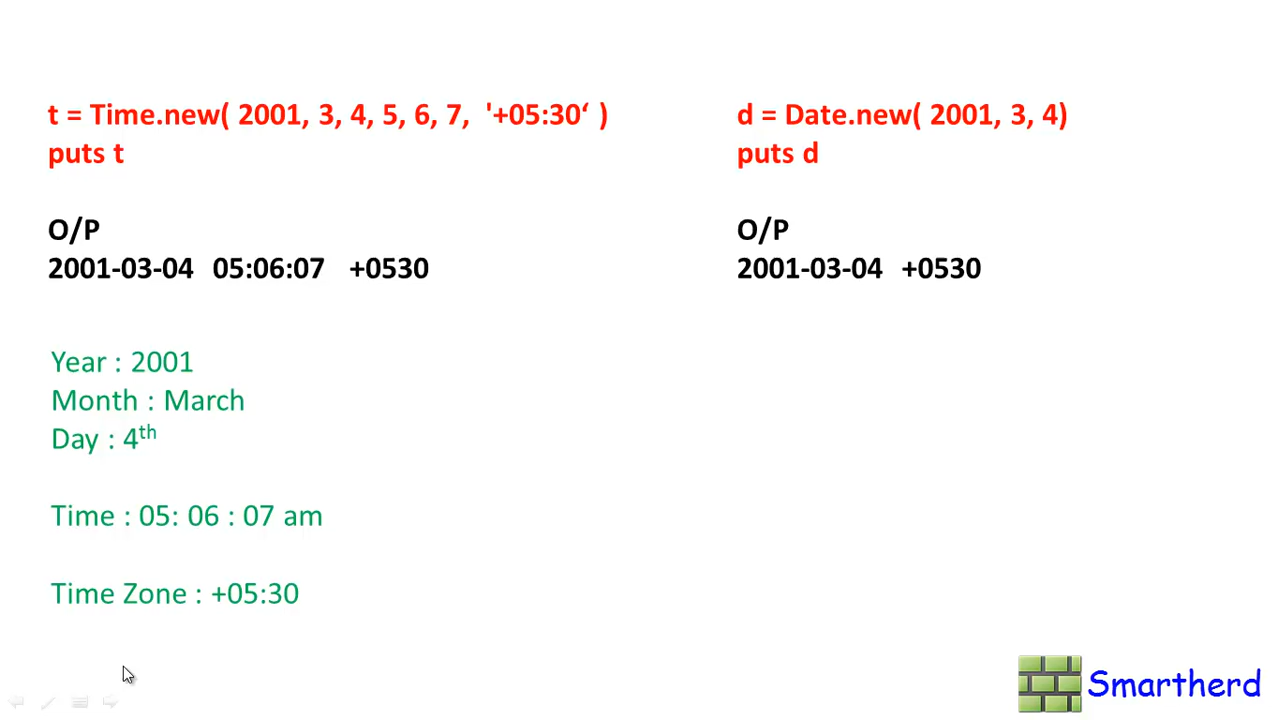 t = Time.new( 2001, 3, 4, 5, 6, 7, '+05:30‘ )
puts t
O/P
2001-03-04 05:06:07 +0530
Year : 2001
Month : March
Day : 4th
Time : 05: 06 : 07 am
Time Zone : +05:30
d = Date.new( 2001, 3, 4)
puts d
O/P
2001-03-04 +0530
Smartherd